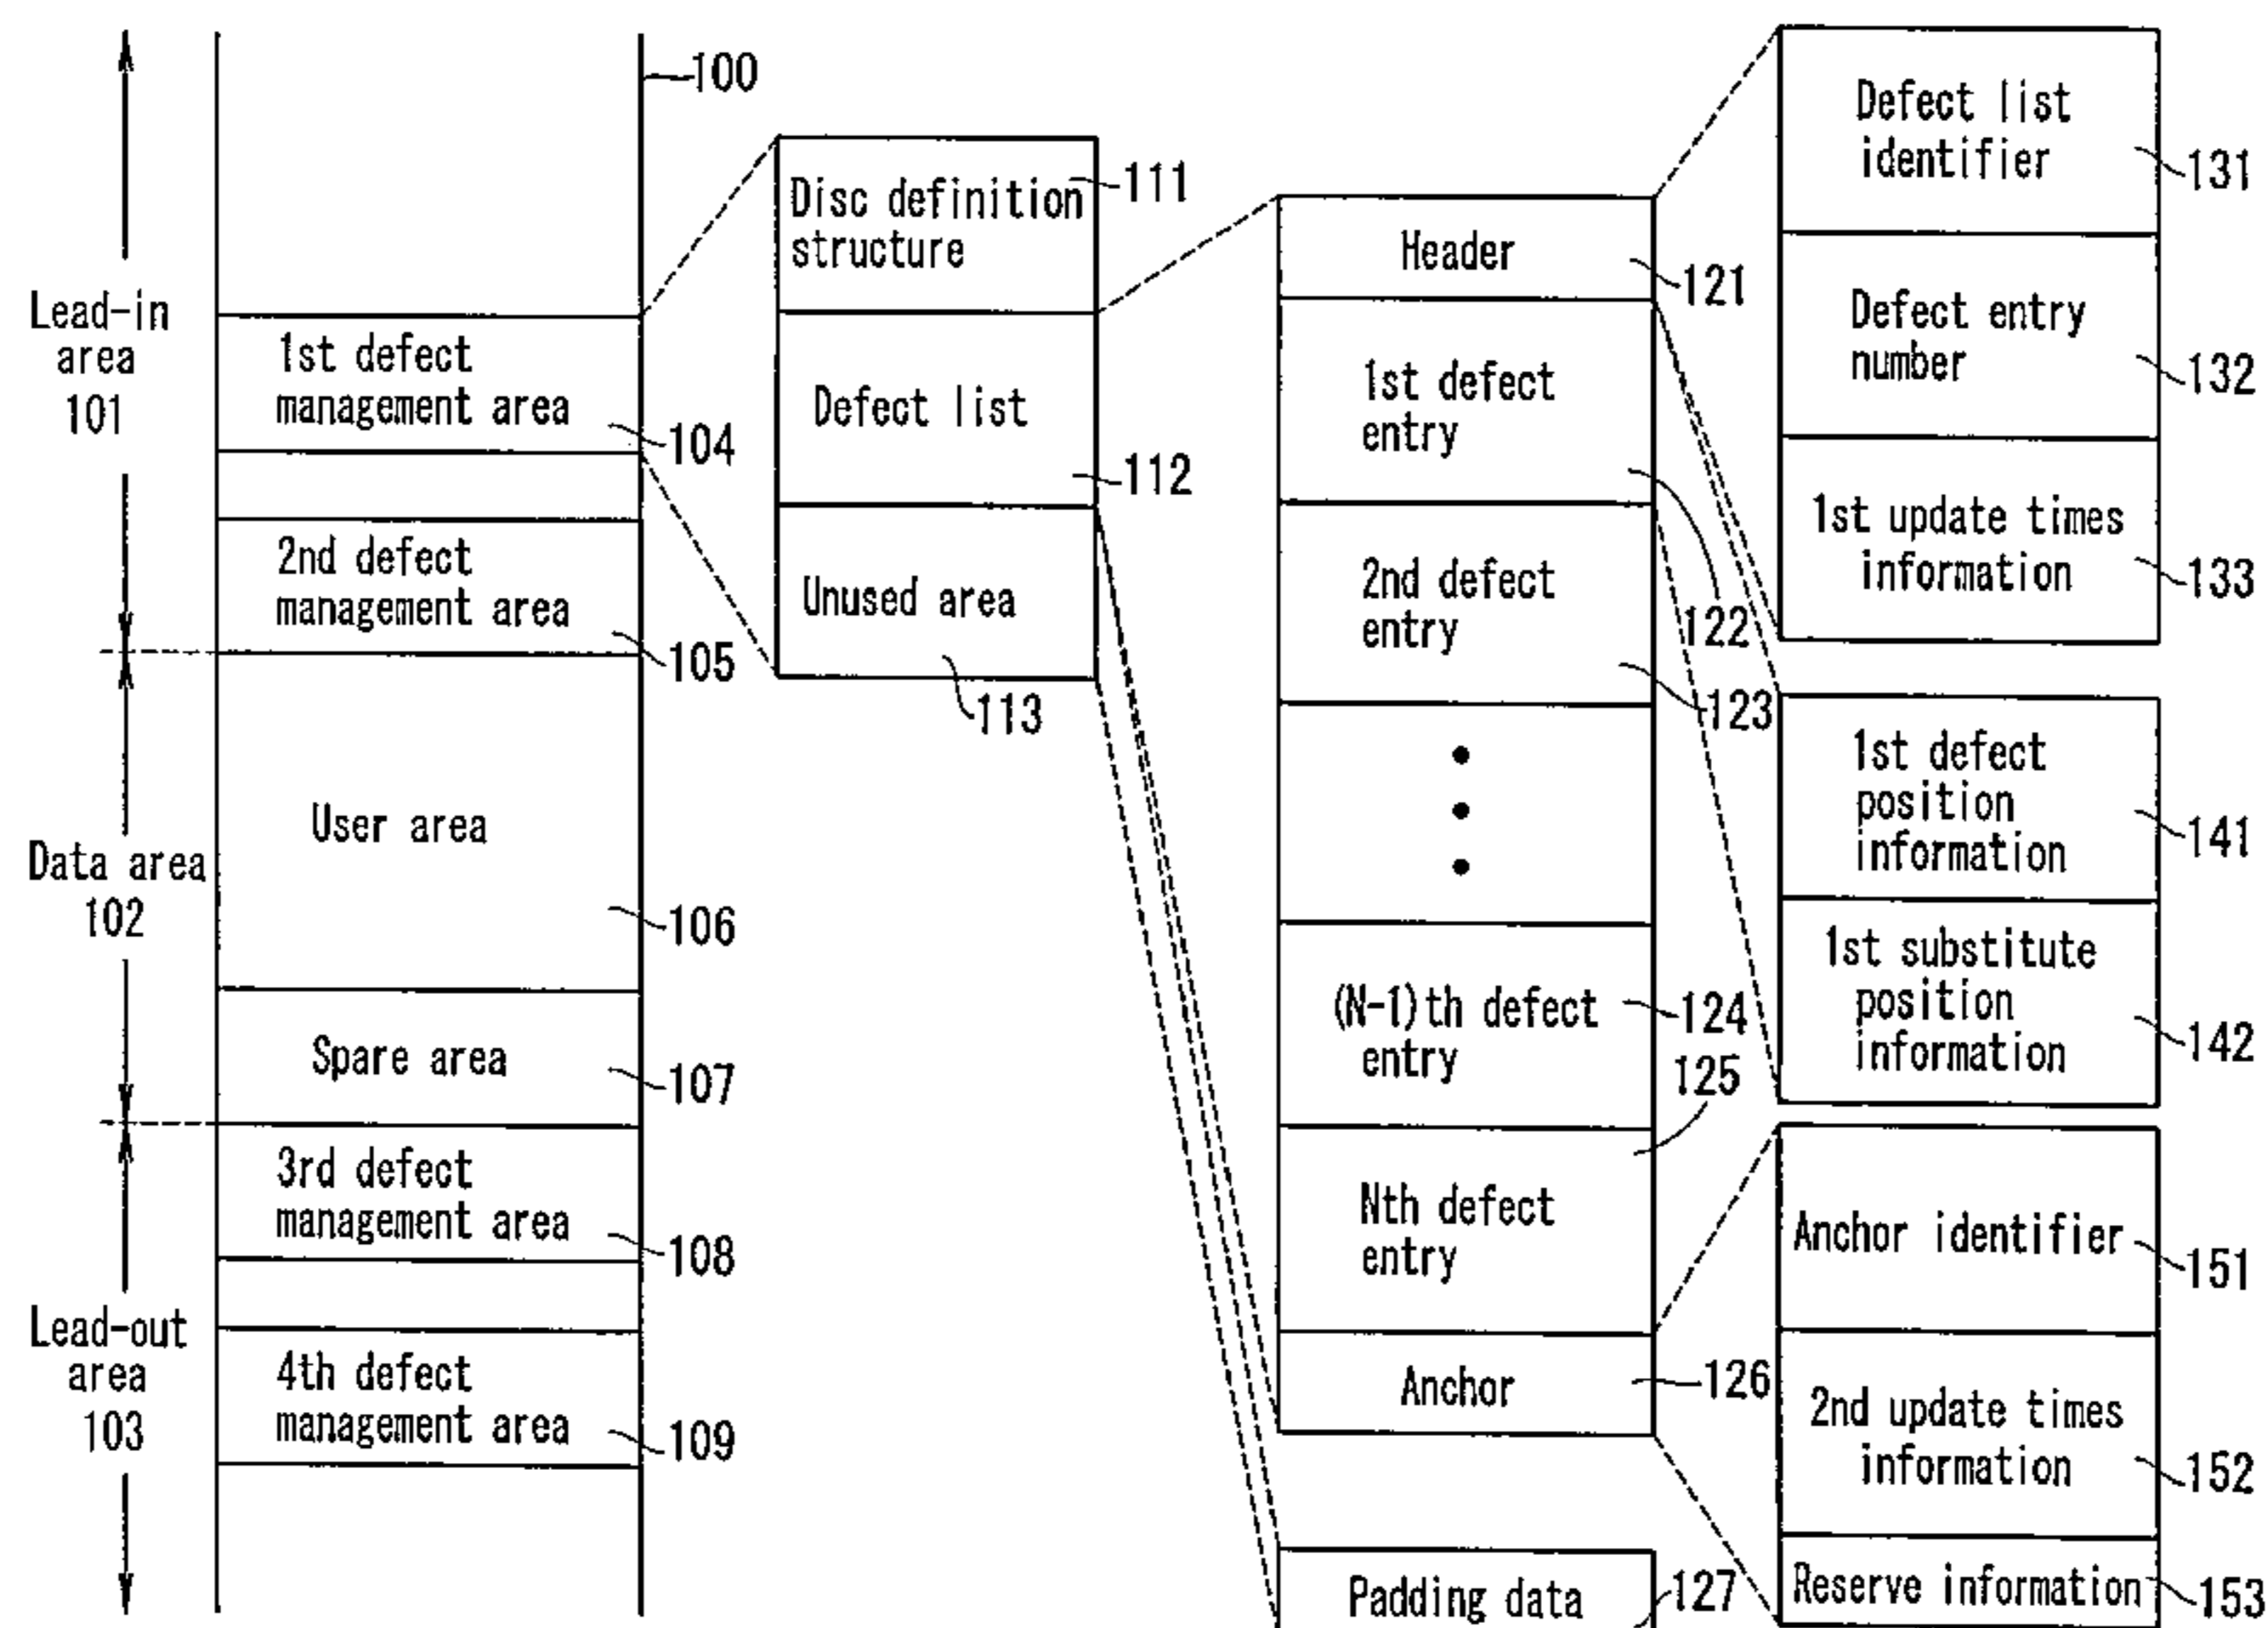 100
Lead-in
area
101
1st defect
management area
104
2nd defect
management area
105
Data area
102
User area
106
Spare area
107
Lead-out
area
103
3rd defect
management area
108
4th defect
management area
109
Disc definition
structure
111
Defect list
112
Unused area
113
Header
121
1st defect
entry
122
2nd defect
entry
123
(N-1)th defect
entry
124
125
Nth defect
entry
Anchor
126
Padding data
127
Defect list
identifier
131
Defect entry
number
132
1st update times
information
133
1st defect
position
information
141
1st substitute
position
information
142
Anchor identifier
151
2nd update times
information
152
Reserve information
153